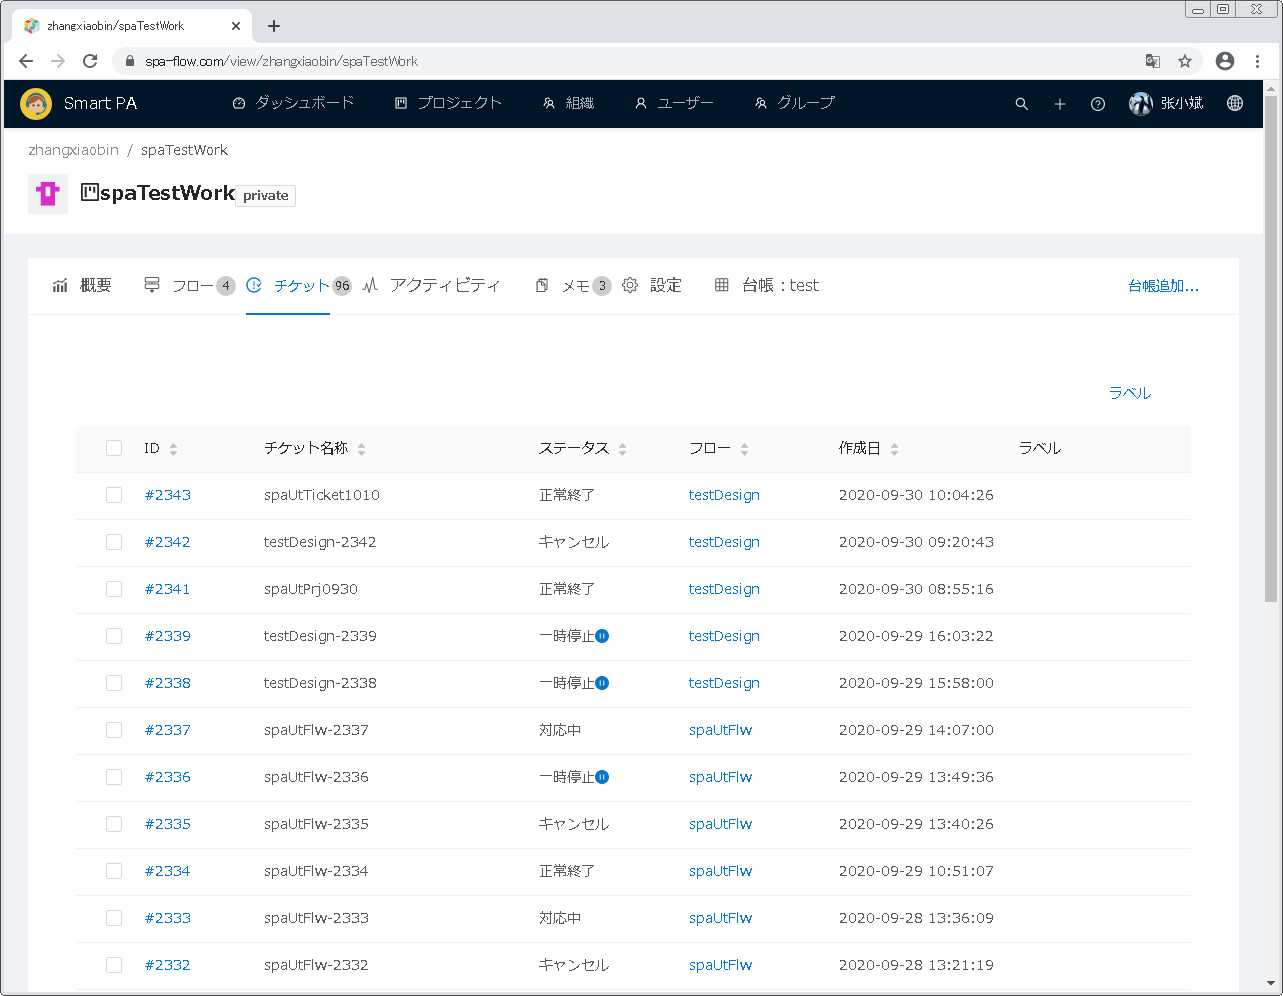 zhangxiaobin/spaTestWork
spa-flow.com/view/zhangxiaobin/spaTestWork
Smart PA ダッシュボード プロジェクト 組織 ユーザー グループ 张小斌
zhangxiaobin / spaTestWork
spaTestWork private
概要 フロー 4 チケット 96 アクティビティ メモ 3 設定 台帳：test 台帳追加...
ラベル
ID チケット名称 ステータス フロー 作成日 ラベル
#2343 spaUtTicket1010 正常終了 testDesign 2020-09-30 10:04:26
#2342 testDesign-2342 キャンセル testDesign 2020-09-30 09:20:43
#2341 spaUtPrj0930 正常終了 testDesign 2020-09-30 08:55:16
#2339 testDesign-2339 一時停止 testDesign 2020-09-29 16:03:22
#2338 testDesign-2338 一時停止 testDesign 2020-09-29 15:58:00
#2337 spaUtFlw-2337 対応中 spaUtFlw 2020-09-29 14:07:00
#2336 spaUtFlw-2336 一時停止 spaUtFlw 2020-09-29 13:49:36
#2335 spaUtFlw-2335 キャンセル spaUtFlw 2020-09-29 13:40:26
#2334 spaUtFlw-2334 正常終了 spaUtFlw 2020-09-29 10:51:07
#2333 spaUtFlw-2333 対応中 spaUtFlw 2020-09-28 13:36:09
#2332 spaUtFlw-2332 キャンセル spaUtFlw 2020-09-28 13:21:19